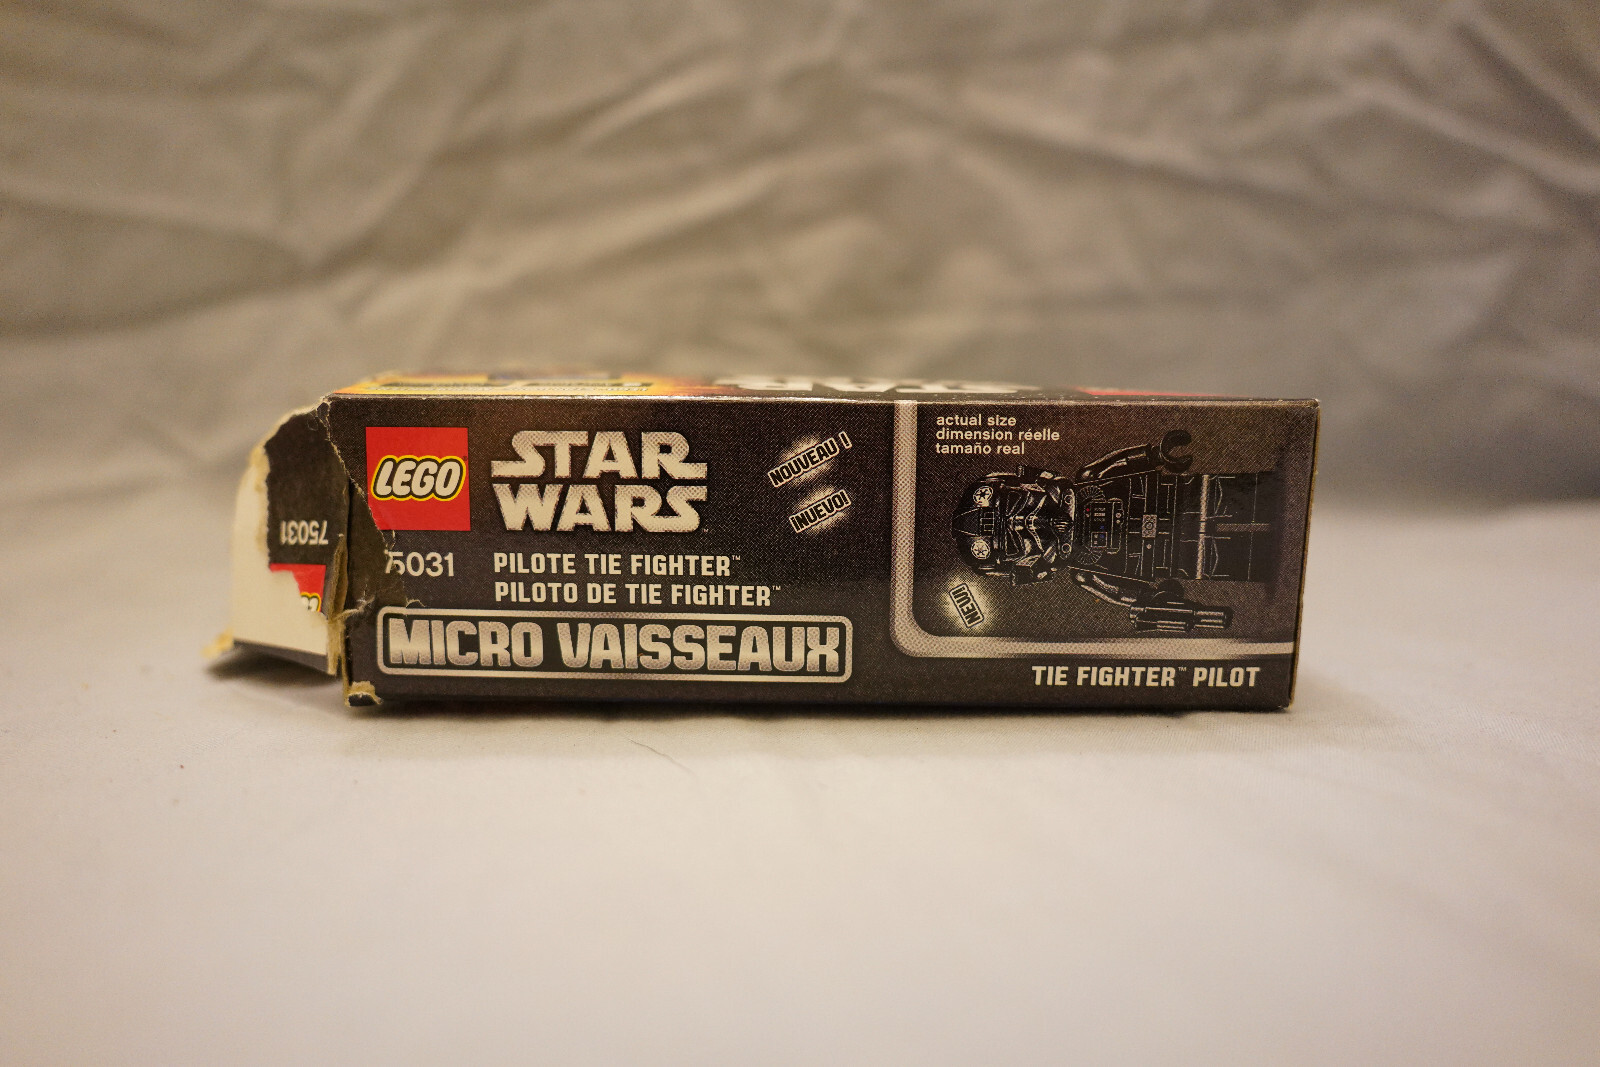 LEGO
STAR
WARS™
75031
PILOTE TIE FIGHTER™
PILOTO DE TIE FIGHTER™
MICRO VAISSEAUX
NOUVEAU !
¡NUEVO!
actual size
dimension réelle
tamaño real
NEW!
TIE FIGHTER™ PILOT
75031